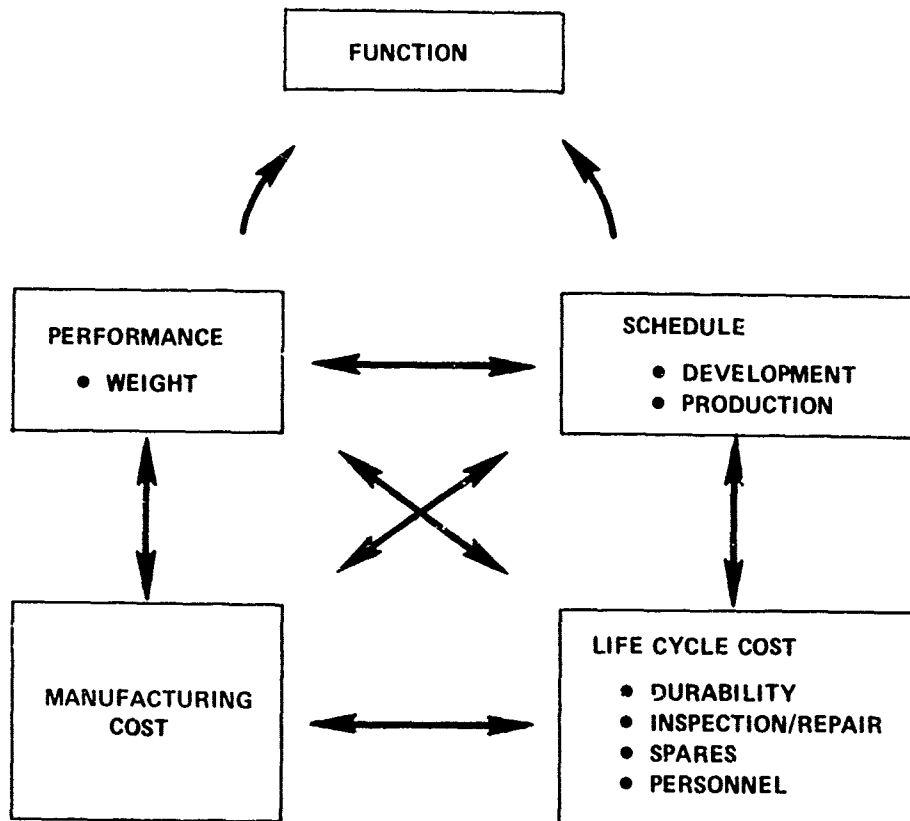 FUNCTION
PERFORMANCE
• WEIGHT
SCHEDULE
• DEVELOPMENT
• PRODUCTION
MANUFACTURING
COST
LIFE CYCLE COST
• DURABILITY
• INSPECTION/REPAIR
• SPARES
• PERSONNEL